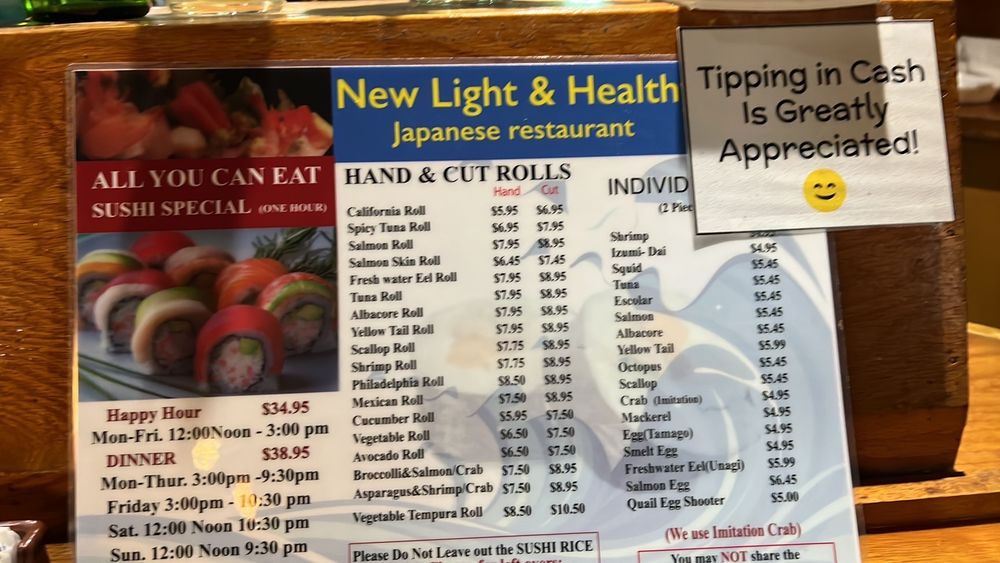 New Light & Health
Japanese restaurant
Tipping in Cash
Is Greatly
Appreciated!
ALL YOU CAN EAT
SUSHI SPECIAL (ONE HOUR)
Happy Hour $34.95
Mon-Fri. 12:00Noon - 3:00 pm
DINNER $38.95
Mon-Thur. 3:00pm -9:30pm
Friday 3:00pm - 10:30 pm
Sat. 12:00 Noon 10:30 pm
Sun. 12:00 Noon 9:30 pm
HAND & CUT ROLLS
Hand Cut
California Roll $5.95 $6.95
Spicy Tuna Roll $6.95 $7.95
Salmon Roll $7.95 $8.95
Salmon Skin Roll $6.45 $7.45
Fresh water Eel Roll $7.95 $8.95
Tuna Roll $7.95 $8.95
Albacore Roll $7.95 $8.95
Yellow Tail Roll $7.95 $8.95
Scallop Roll $7.75 $8.95
Shrimp Roll $7.75 $8.95
Philadelphia Roll $8.50 $8.95
Mexican Roll $7.50 $8.95
Cucumber Roll $5.95 $7.50
Vegetable Roll $6.50 $7.50
Avocado Roll $6.50 $7.50
Broccoli&Salmon/Crab $7.50 $8.95
Asparagus&Shrimp/Crab $7.50 $8.95
Vegetable Tempura Roll $8.50 $10.50
Please Do Not Leave out the SUSHI RICE
INDIVID
(2 Piec
Shrimp
Izumi- Dai $4.95
Squid $5.45
Tuna $5.45
Escolar $5.45
Salmon $5.45
Albacore $5.45
Yellow Tail $5.99
Octopus $5.45
Scallop $5.45
Crab (Imitation) $4.95
Mackerel $4.95
Egg(Tamago) $4.95
Smelt Egg $4.95
Freshwater Eel(Unagi) $5.99
Salmon Egg $6.45
Quail Egg Shooter $5.00
(We use Imitation Crab)
You may NOT share the